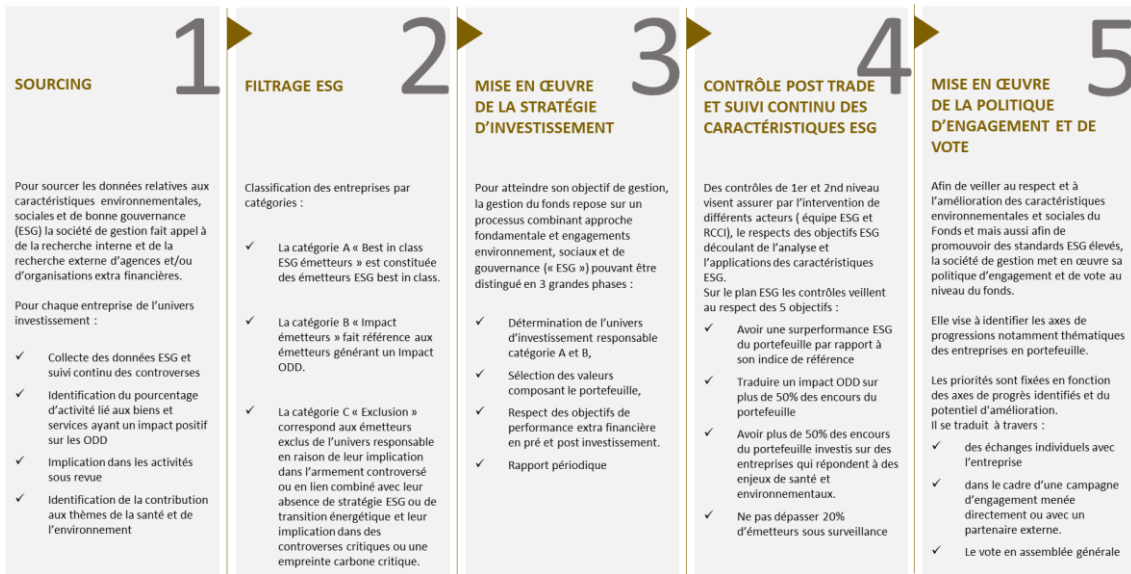 1
SOURCING
Pour sourcer les données relatives aux
caractéristiques environnementales,
sociales et de bonne gouvernance
(ESG) la société de gestion fait appel à
de la recherche interne et de la
recherche externe d'agences et/ou
d'organisations extra financières.
Pour chaque entreprise de l'univers
investissement :
✓ Collecte des données ESG et
suivi continu des controverses
✓ Identification du pourcentage
d'activité lié aux biens et
services ayant un impact positif
sur les ODD
✓ Implication dans les activités
sous revue
✓ Identification de la contribution
aux thèmes de la santé et de
l'environnement
2
FILTRAGE ESG
Classification des entreprises par
catégories :
✓ La catégorie A « Best in class
ESG émetteurs » est constituée
des émetteurs ESG best in class.
✓ La catégorie B « Impact
émetteurs » fait référence aux
émetteurs générant un Impact
ODD.
✓ La catégorie C « Exclusion »
correspond aux émetteurs
exclus de l'univers responsable
en raison de leur implication
dans l'armement controversé
ou en lien combiné avec leur
absence de stratégie ESG ou de
transition énergétique et leur
implication dans des
controverses critiques ou une
empreinte carbone critique.
3
MISE EN ŒUVRE
DE LA STRATÉGIE
D'INVESTISSEMENT
Pour atteindre son objectif de gestion,
la gestion du fonds repose sur un
processus combinant approche
fondamentale et engagements
environnement, sociaux et de
gouvernance (« ESG ») pouvant être
distingué en 3 grandes phases :
✓ Détermination de l'univers
d'investissement responsable
catégorie A et B,
✓ Sélection des valeurs
composant le portefeuille,
✓ Respect des objectifs de
performance extra financière
en pré et post investissement.
✓ Rapport périodique
4
CONTRÔLE POST TRADE
ET SUIVI CONTINU DES
CARACTÉRISTIQUES ESG
Des contrôles de 1er et 2nd niveau
visent assurer par l'intervention de
différents acteurs ( équipe ESG et
RCCI), le respects des objectifs ESG
découlant de l'analyse et
l'applications des caractéristiques
ESG.
Sur le plan ESG les contrôles veillent
au respect des 5 objectifs :
✓ Avoir une surperformance ESG
du portefeuille par rapport à
son indice de référence
✓ Traduire un impact ODD sur
plus de 50% des encours du
portefeuille
✓ Avoir plus de 50% des encours
du portefeuille investis sur des
entreprises qui répondent à des
enjeux de santé et
environnementaux.
✓ Ne pas dépasser 20%
d'émetteurs sous surveillance
5
MISE EN ŒUVRE
DE LA POLITIQUE
D'ENGAGEMENT ET DE
VOTE
Afin de veiller au respect et à
l'amélioration des caractéristiques
environnementales et sociales du
Fonds et mais aussi afin de
promouvoir des standards ESG élevés,
la société de gestion met en œuvre sa
politique d'engagement et de vote au
niveau du fonds.
Elle vise à identifier les axes de
progressions notamment thématiques
des entreprises en portefeuille.
Les priorités sont fixées en fonction
des axes de progrès identifiés et du
potentiel d'amélioration.
Il se traduit à travers :
✓ des échanges individuels avec
l'entreprise
✓ dans le cadre d'une campagne
d'engagement menée
directement ou avec un
partenaire externe.
✓ Le vote en assemblée générale